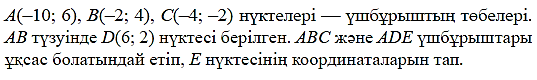 A(–10; 6), B(–2; 4), C(–4; –2) нүктелері — үшбұрыштың төбелері.
AB түзуінде D(6; 2) нүктесі берілген. ABC және ADE үшбұрыштары
ұқсас болатындай етіп, E нүктесінің координаталарын тап.